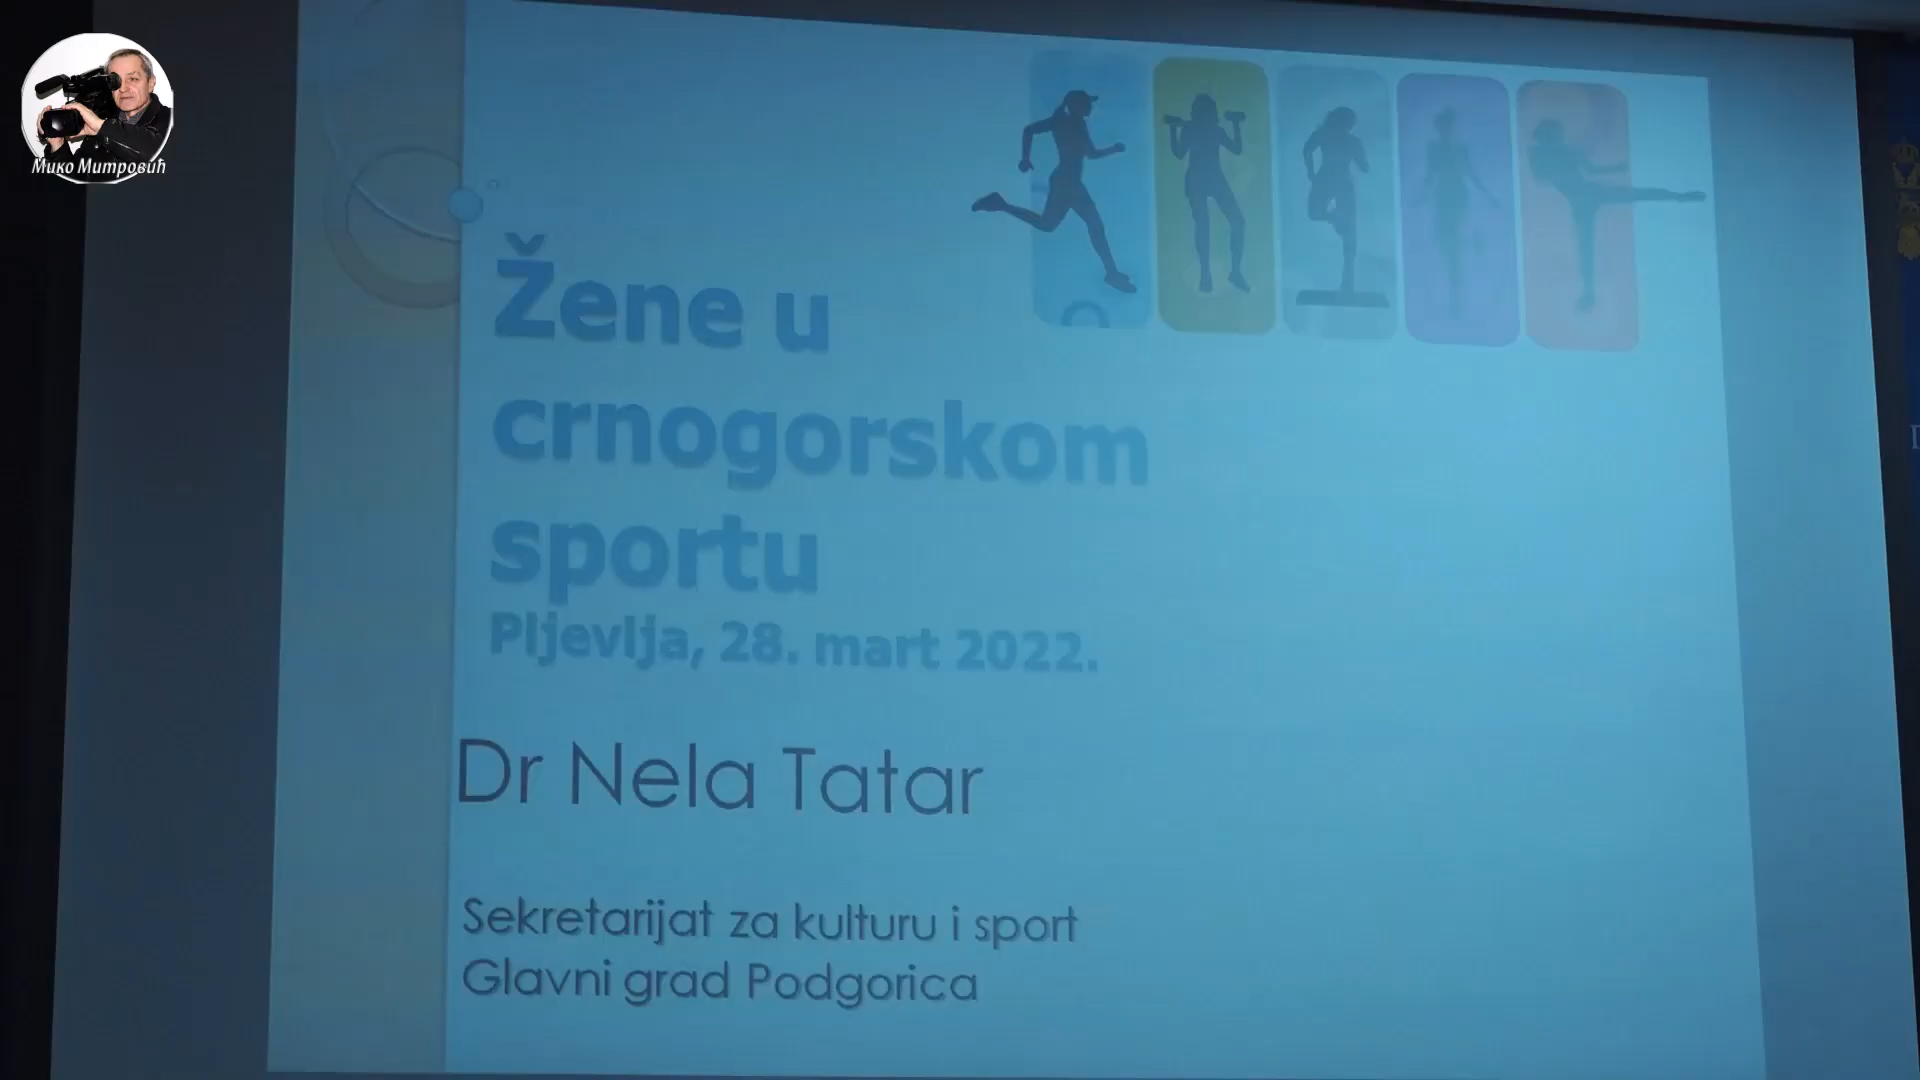 Мико Митровић
Žene u
crnogorskom
sportu
Pljevlja, 28. mart 2022.
Dr Nela Tatar
Sekretarijat za kulturu i sport
Glavni grad Podgorica